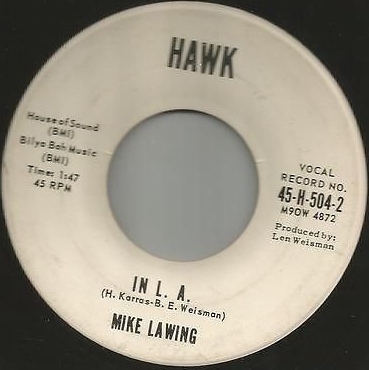 HAWK
House of Sound
(BMI)
Bilyo Bah Music
(BMI)
Time: 1:47
45 RPM
VOCAL
RECORD NO.
45-H-504-2
M9OW 4872
Produced by:
Len Weisman
IN L. A.
(H. Karras-B. E. Weisman)
MIKE LAWING